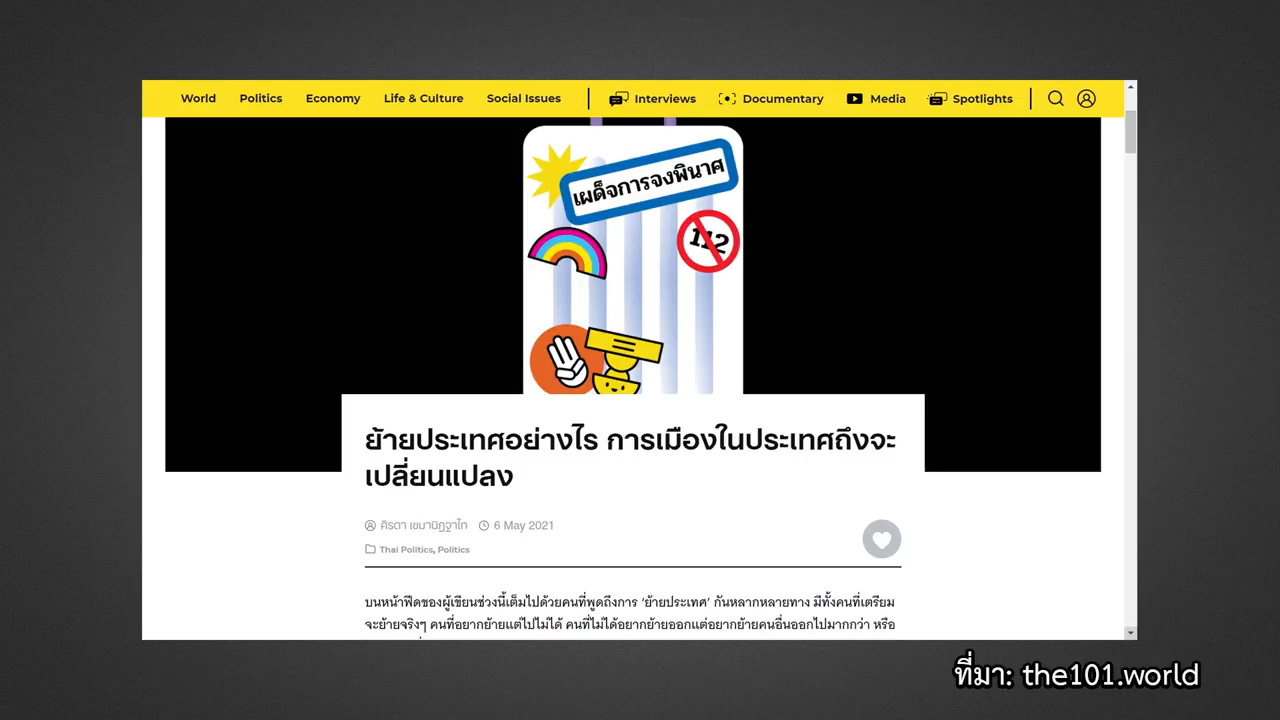 World Politics Economy Life & Culture Social Issues Interviews Documentary Media Spotlights
เผด็จการจงพินาศ
112
ย้ายประเทศอย่างไร การเมืองในประเทศถึงจะ
เปลี่ยนแปลง
ศิรดา เขมานิฏฐาไท 6 May 2021
Thai Politics, Politics
บนหน้าฟีดของผู้เขียนช่วงนี้เต็มไปด้วยคนที่พูดถึงการ ‘ย้ายประเทศ’ กันหลากหลายทาง มีทั้งคนที่เตรียม
จะย้ายจริงๆ คนที่อยากย้ายแต่ไปไม่ได้ คนที่ไม่ได้อยากย้ายออกแต่อยากย้ายคนอื่นออกไปมากกว่า หรือ
ที่มา: the101.world